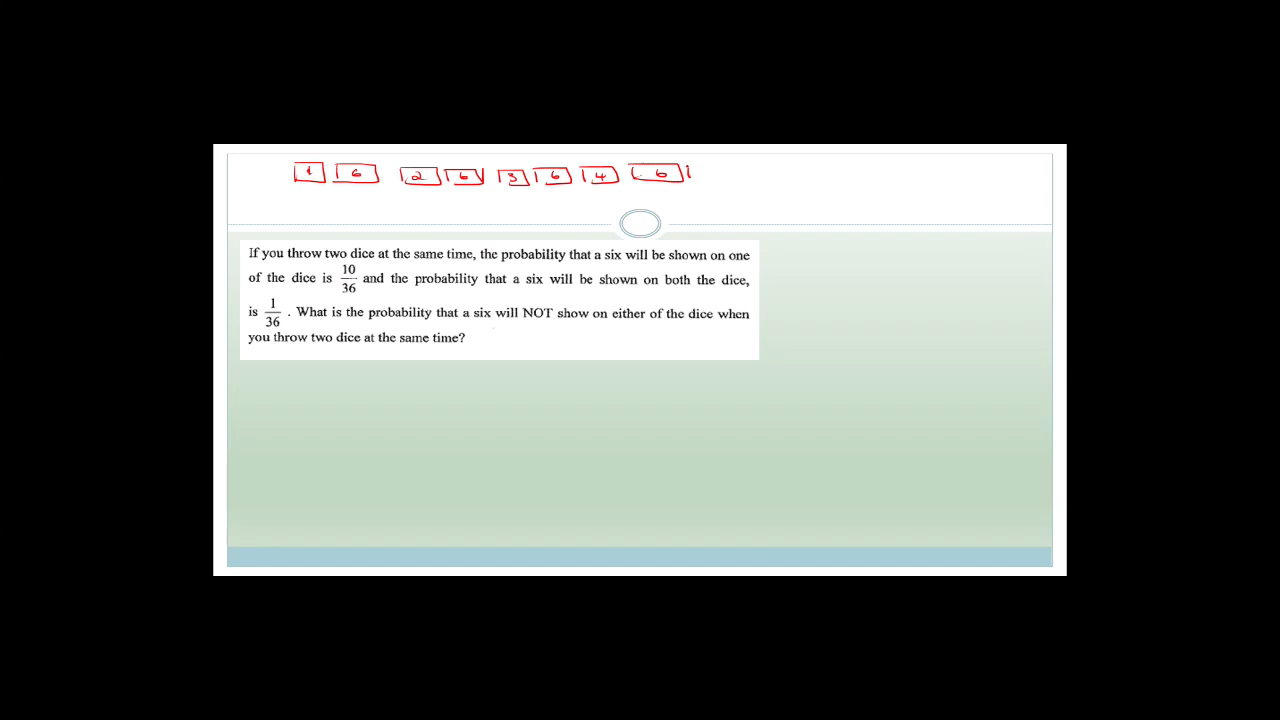 1 6 2 6 3 6 4 6
If you throw two dice at the same time, the probability that a six will be shown on one
of the dice is 10/36 and the probability that a six will be shown on both the dice,
is 1/36 . What is the probability that a six will NOT show on either of the dice when
you throw two dice at the same time?